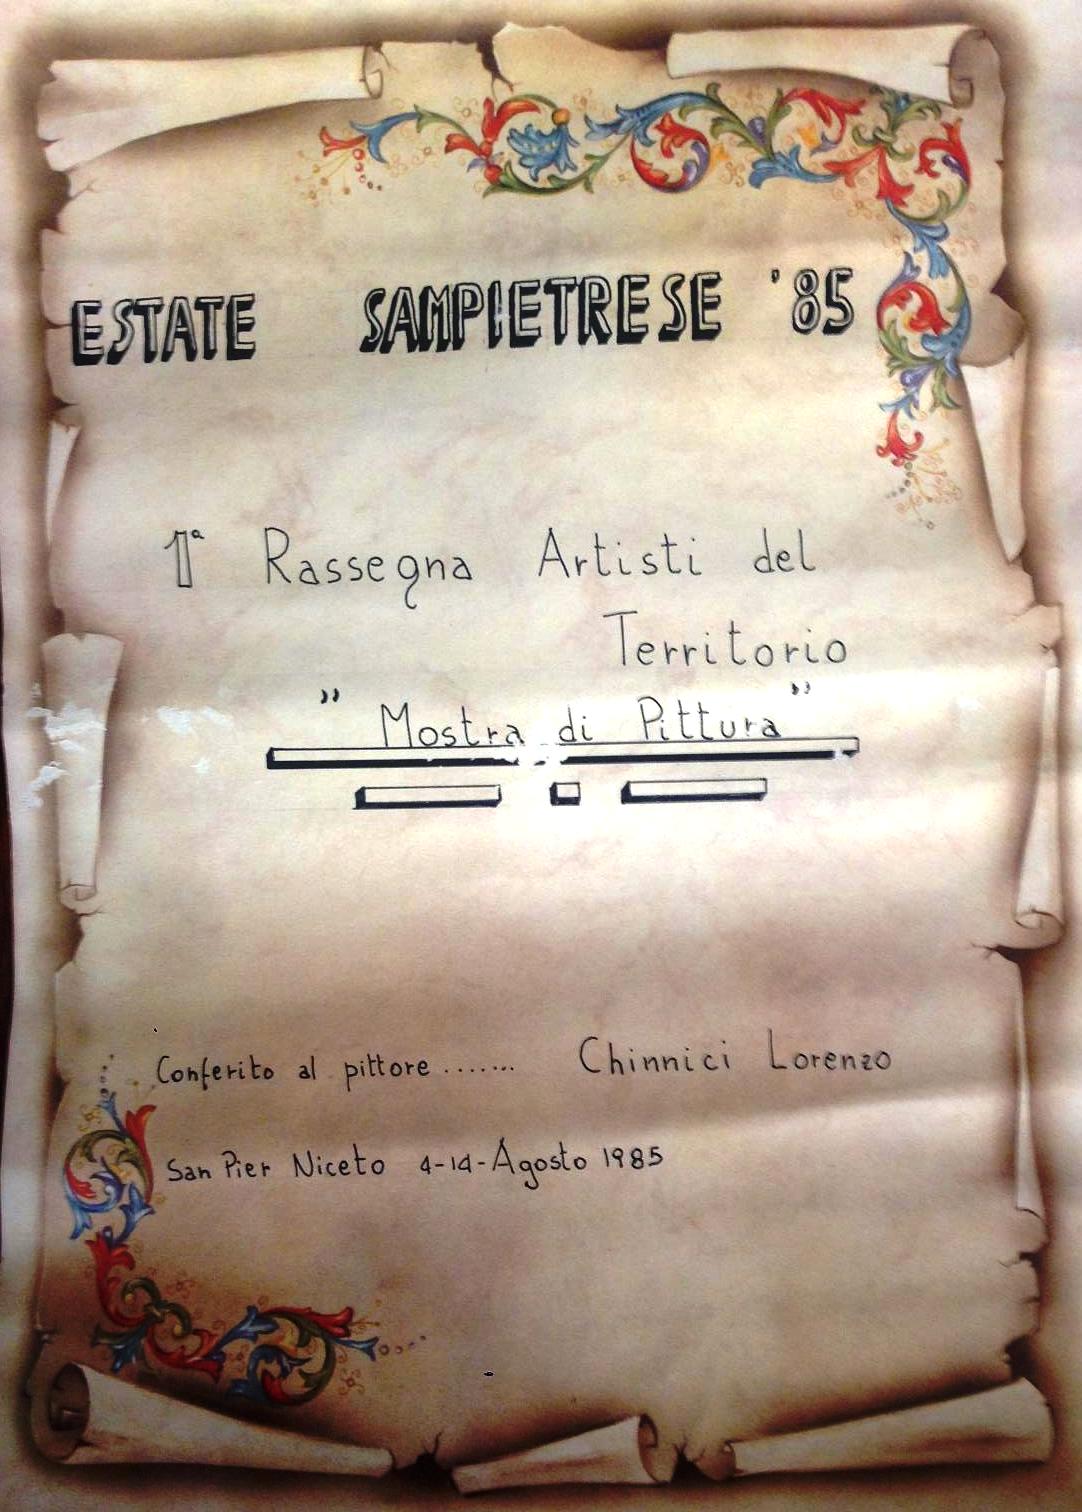 ESTATE SAMPIETRESE '85
1ª Rassegna Artisti del
Territorio
" Mostra di Pittura "
Conferito al pittore ....... Chinnici Lorenzo
San Pier Niceto 4-14-Agosto 1985